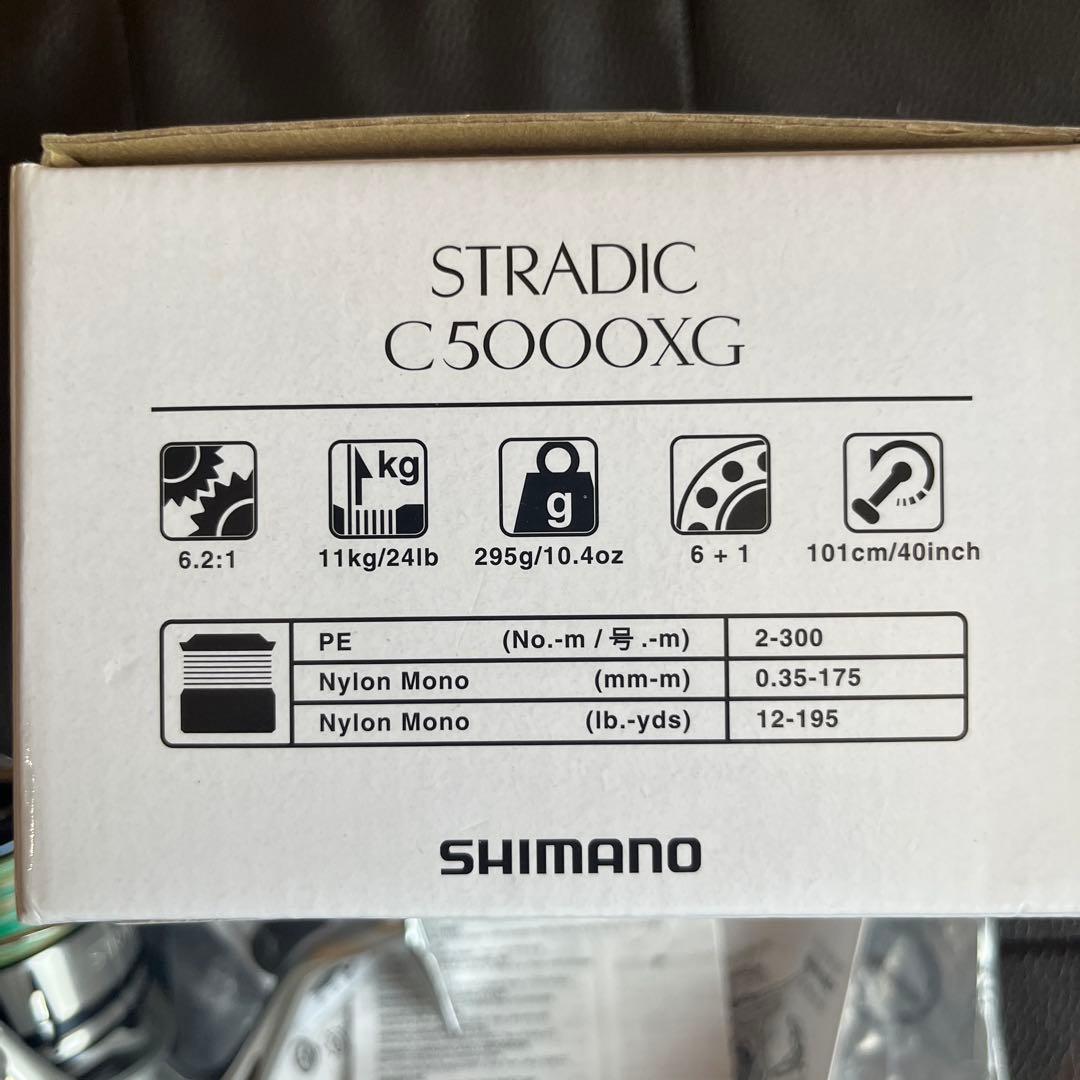 STRADIC
C5000XG
kg
g
6.2:1
11kg/24lb
295g/10.4oz
6 + 1
101cm/40inch
PE (No.-m / 号 .-m) 2-300
Nylon Mono (mm-m) 0.35-175
Nylon Mono (lb.-yds) 12-195
SHIMANO